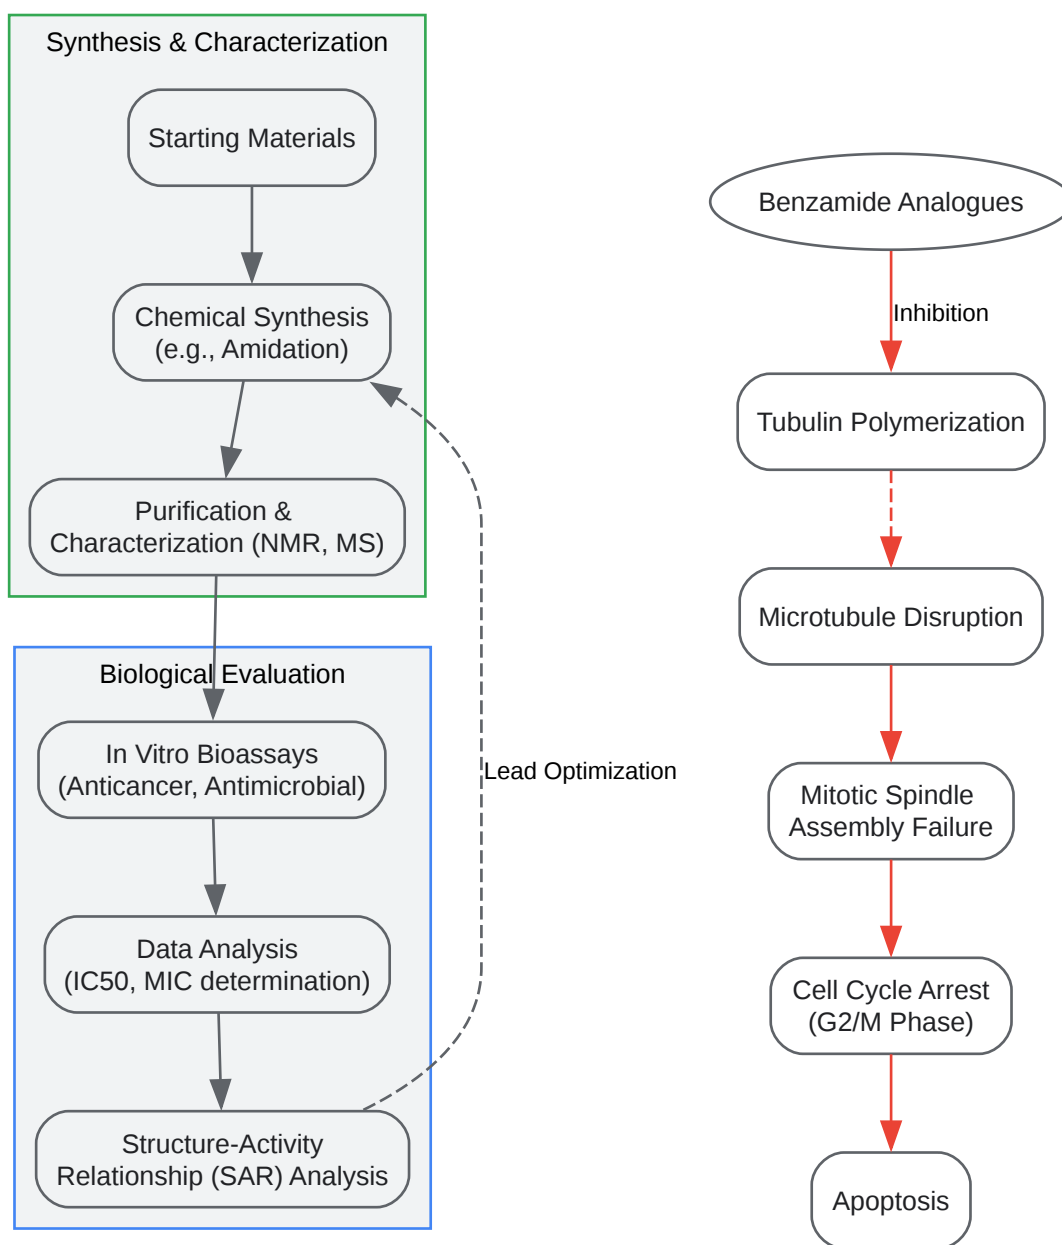 Synthesis & Characterization
Starting Materials
Chemical Synthesis
(e.g., Amidation)
Purification &
Characterization (NMR, MS)
Biological Evaluation
In Vitro Bioassays
(Anticancer, Antimicrobial)
Data Analysis
(IC50, MIC determination)
Structure-Activity
Relationship (SAR) Analysis
Lead Optimization
Benzamide Analogues
Inhibition
Tubulin Polymerization
Microtubule Disruption
Mitotic Spindle
Assembly Failure
Cell Cycle Arrest
(G2/M Phase)
Apoptosis